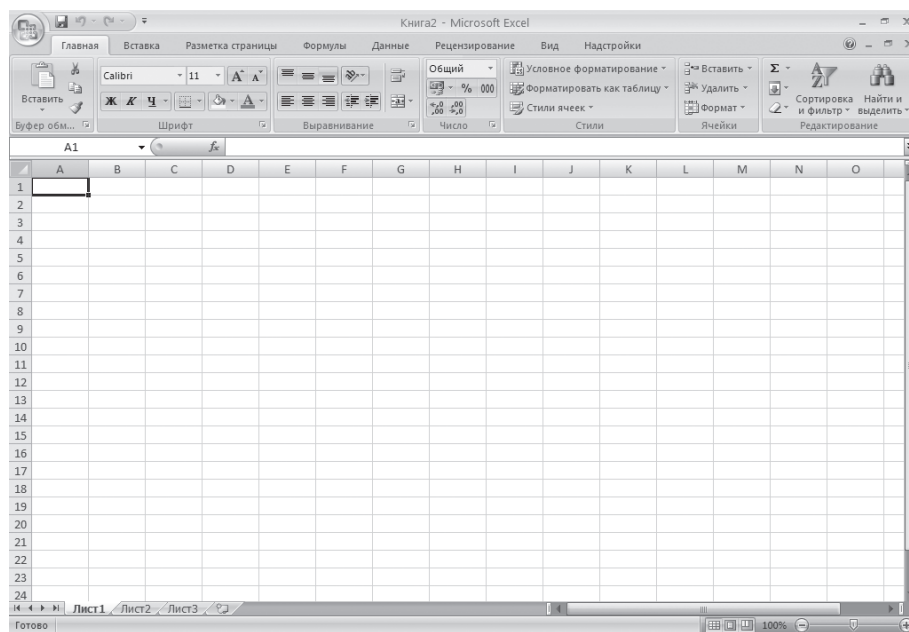 Книга2 - Microsoft Excel
Главная Вставка Разметка страницы Формулы Данные Рецензирование Вид Надстройки
Calibri 11 Общий Условное форматирование Вставить Σ
Вставить Ж К Ч % 000 Форматировать как таблицу Удалить Сортировка Найти и
,00 ,00 Стили ячеек Формат и фильтр выделить
Буфер обм... Шрифт Выравнивание Число Стили Ячейки Редактирование
A1 fx
A B C D E F G H I J K L M N O
1
2
3
4
5
6
7
8
9
10
11
12
13
14
15
16
17
18
19
20
21
22
23
24
Лист1 Лист2 Лист3
Готово 100%